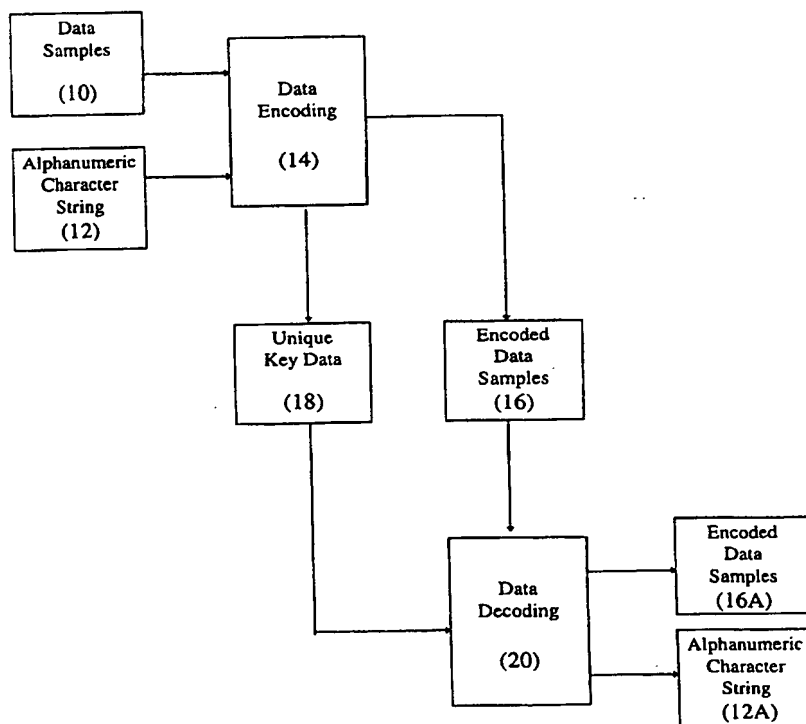 Data
Samples
(10)
Data
Encoding
(14)
Alphanumeric
Character
String
(12)
Unique
Key Data
(18)
Encoded
Data
Samples
(16)
Data
Decoding
(20)
Encoded
Data
Samples
(16A)
Alphanumeric
Character
String
(12A)